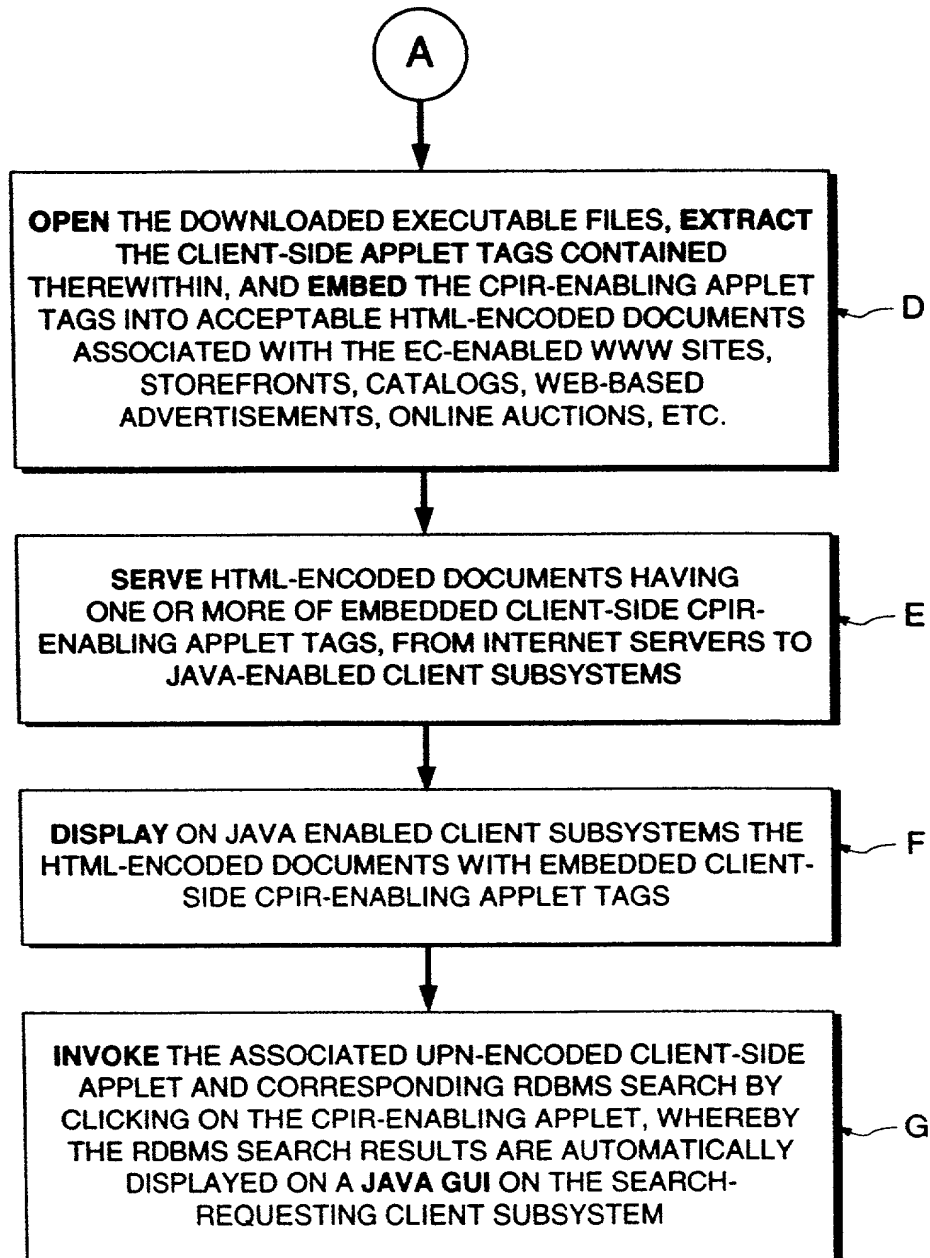 A
OPEN THE DOWNLOADED EXECUTABLE FILES, EXTRACT
THE CLIENT-SIDE APPLET TAGS CONTAINED
THEREWITHIN, AND EMBED THE CPIR-ENABLING APPLET
TAGS INTO ACCEPTABLE HTML-ENCODED DOCUMENTS
ASSOCIATED WITH THE EC-ENABLED WWW SITES,
STOREFRONTS, CATALOGS, WEB-BASED
ADVERTISEMENTS, ONLINE AUCTIONS, ETC.
D
SERVE HTML-ENCODED DOCUMENTS HAVING
ONE OR MORE OF EMBEDDED CLIENT-SIDE CPIR-
ENABLING APPLET TAGS, FROM INTERNET SERVERS TO
JAVA-ENABLED CLIENT SUBSYSTEMS
E
DISPLAY ON JAVA ENABLED CLIENT SUBSYSTEMS THE
HTML-ENCODED DOCUMENTS WITH EMBEDDED CLIENT-
SIDE CPIR-ENABLING APPLET TAGS
F
INVOKE THE ASSOCIATED UPN-ENCODED CLIENT-SIDE
APPLET AND CORRESPONDING RDBMS SEARCH BY
CLICKING ON THE CPIR-ENABLING APPLET, WHEREBY
THE RDBMS SEARCH RESULTS ARE AUTOMATICALLY
DISPLAYED ON A JAVA GUI ON THE SEARCH-
REQUESTING CLIENT SUBSYSTEM
G